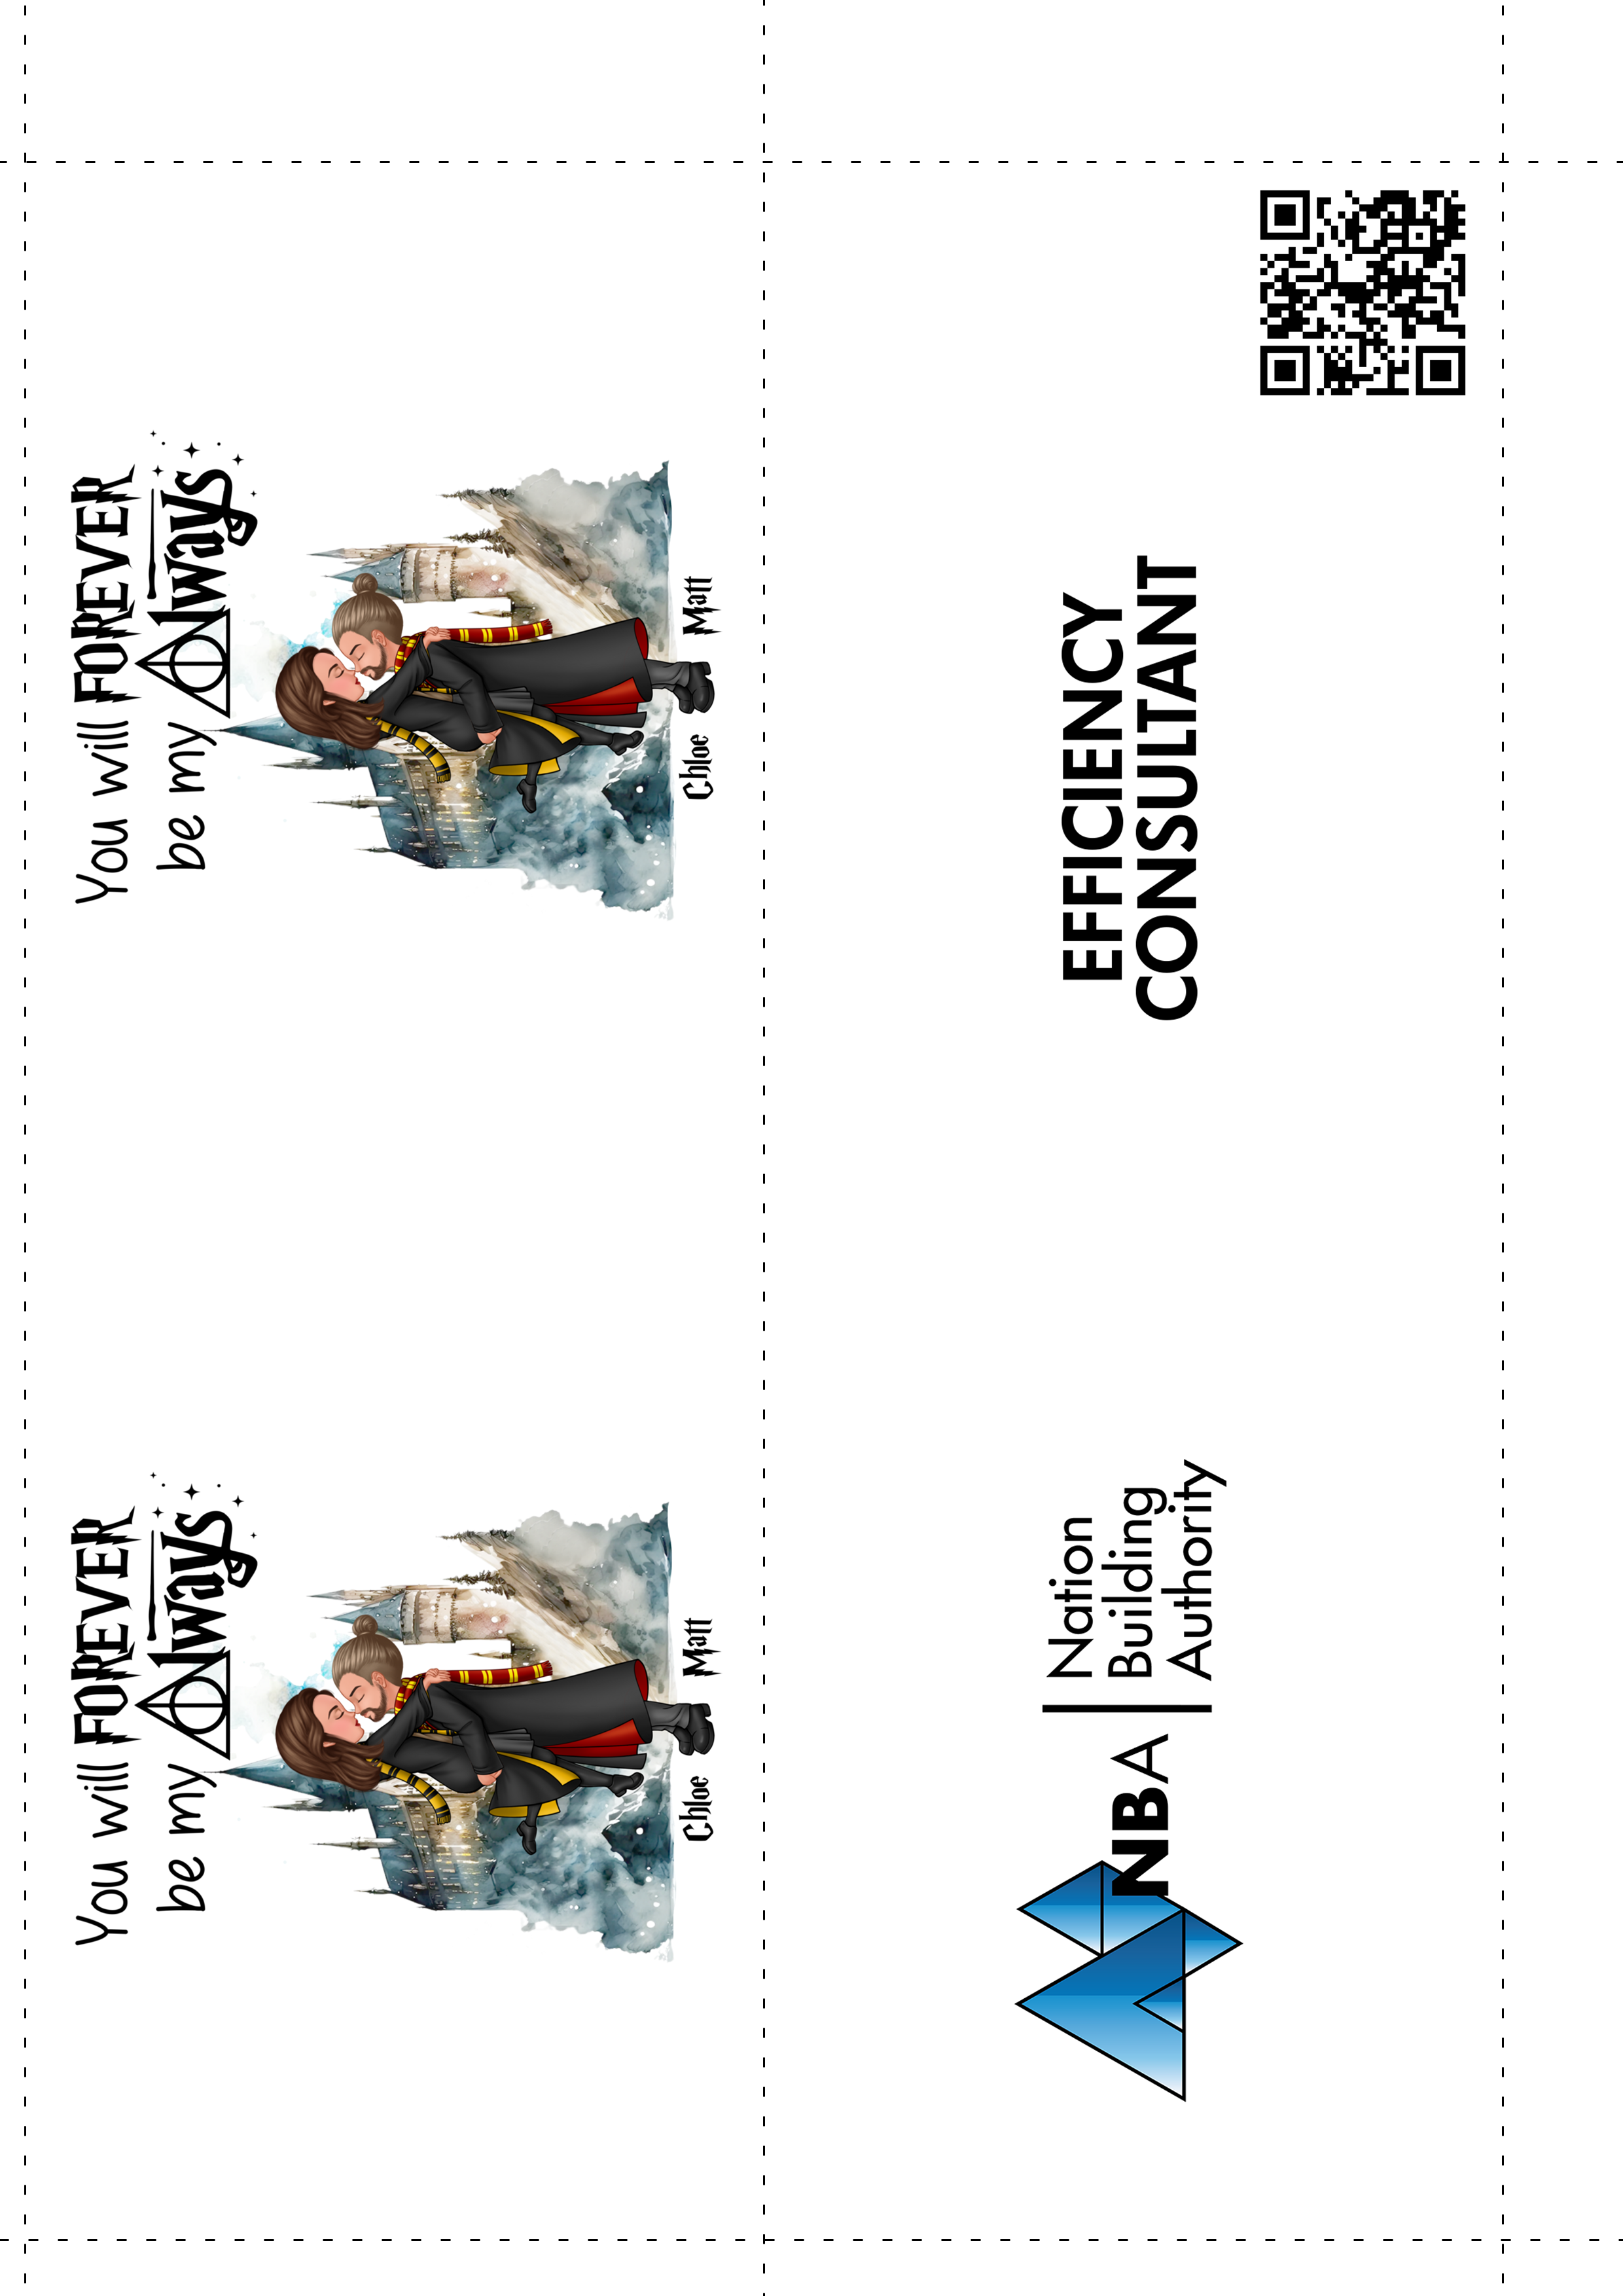 You will FOREVER
be my Always
Chloe Matt
You will FOREVER
be my Always
Chloe Matt
NBA
Nation
Building
Authority
EFFICIENCY
CONSULTANT